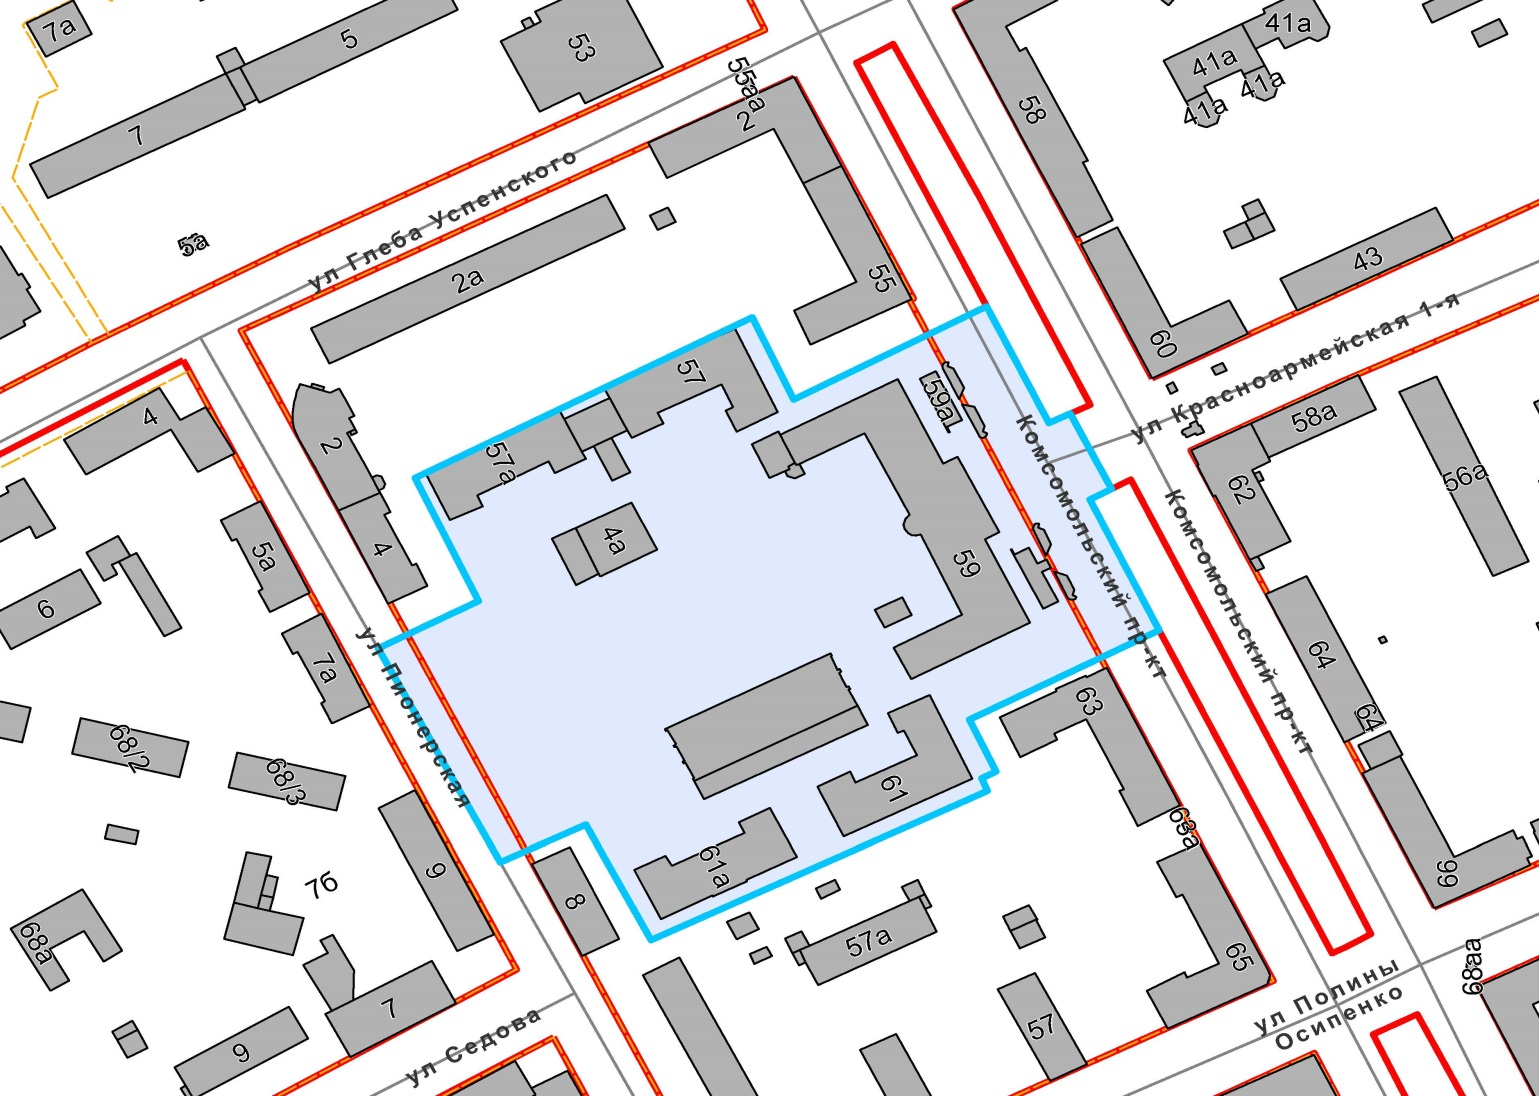 7а
5
53
41а
41а
41а
41а
58
7
55аа
2
ул Глеба Успенского
5а
2а
55
43
60
ул Красноармейская 1-я
57
59а
58а
4
2
57а
62
56а
4
4а
59
5а
6
7а
ул Пионерская
Комсомольский пр-кт
Комсомольский пр-кт
64
64
63
68/2
68/3
61
61а
63а
9
7б
8
68а
57а
65
66
68аа
7
9
57
ул Седова
ул Полины
Осипенко